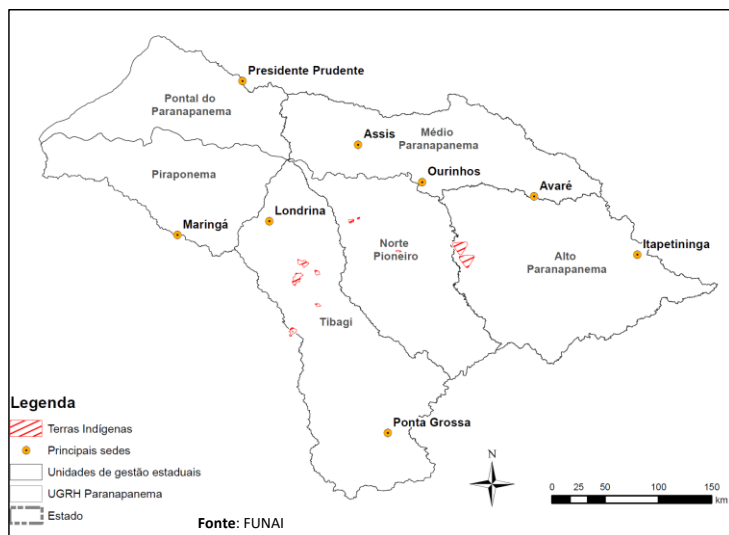 Presidente Prudente
Pontal do
Paranapanema
Assis
Médio
Paranapanema
Piraponema
Ourinhos
Avaré
Londrina
Maringá
Norte
Pioneiro
Itapetininga
Alto
Paranapanema
Tibagi
Ponta Grossa
Legenda
Terras Indígenas
Principais sedes
Unidades de gestão estaduais
UGRH Paranapanema
Estado
Fonte: FUNAI
N
0 25 50 100 150
km